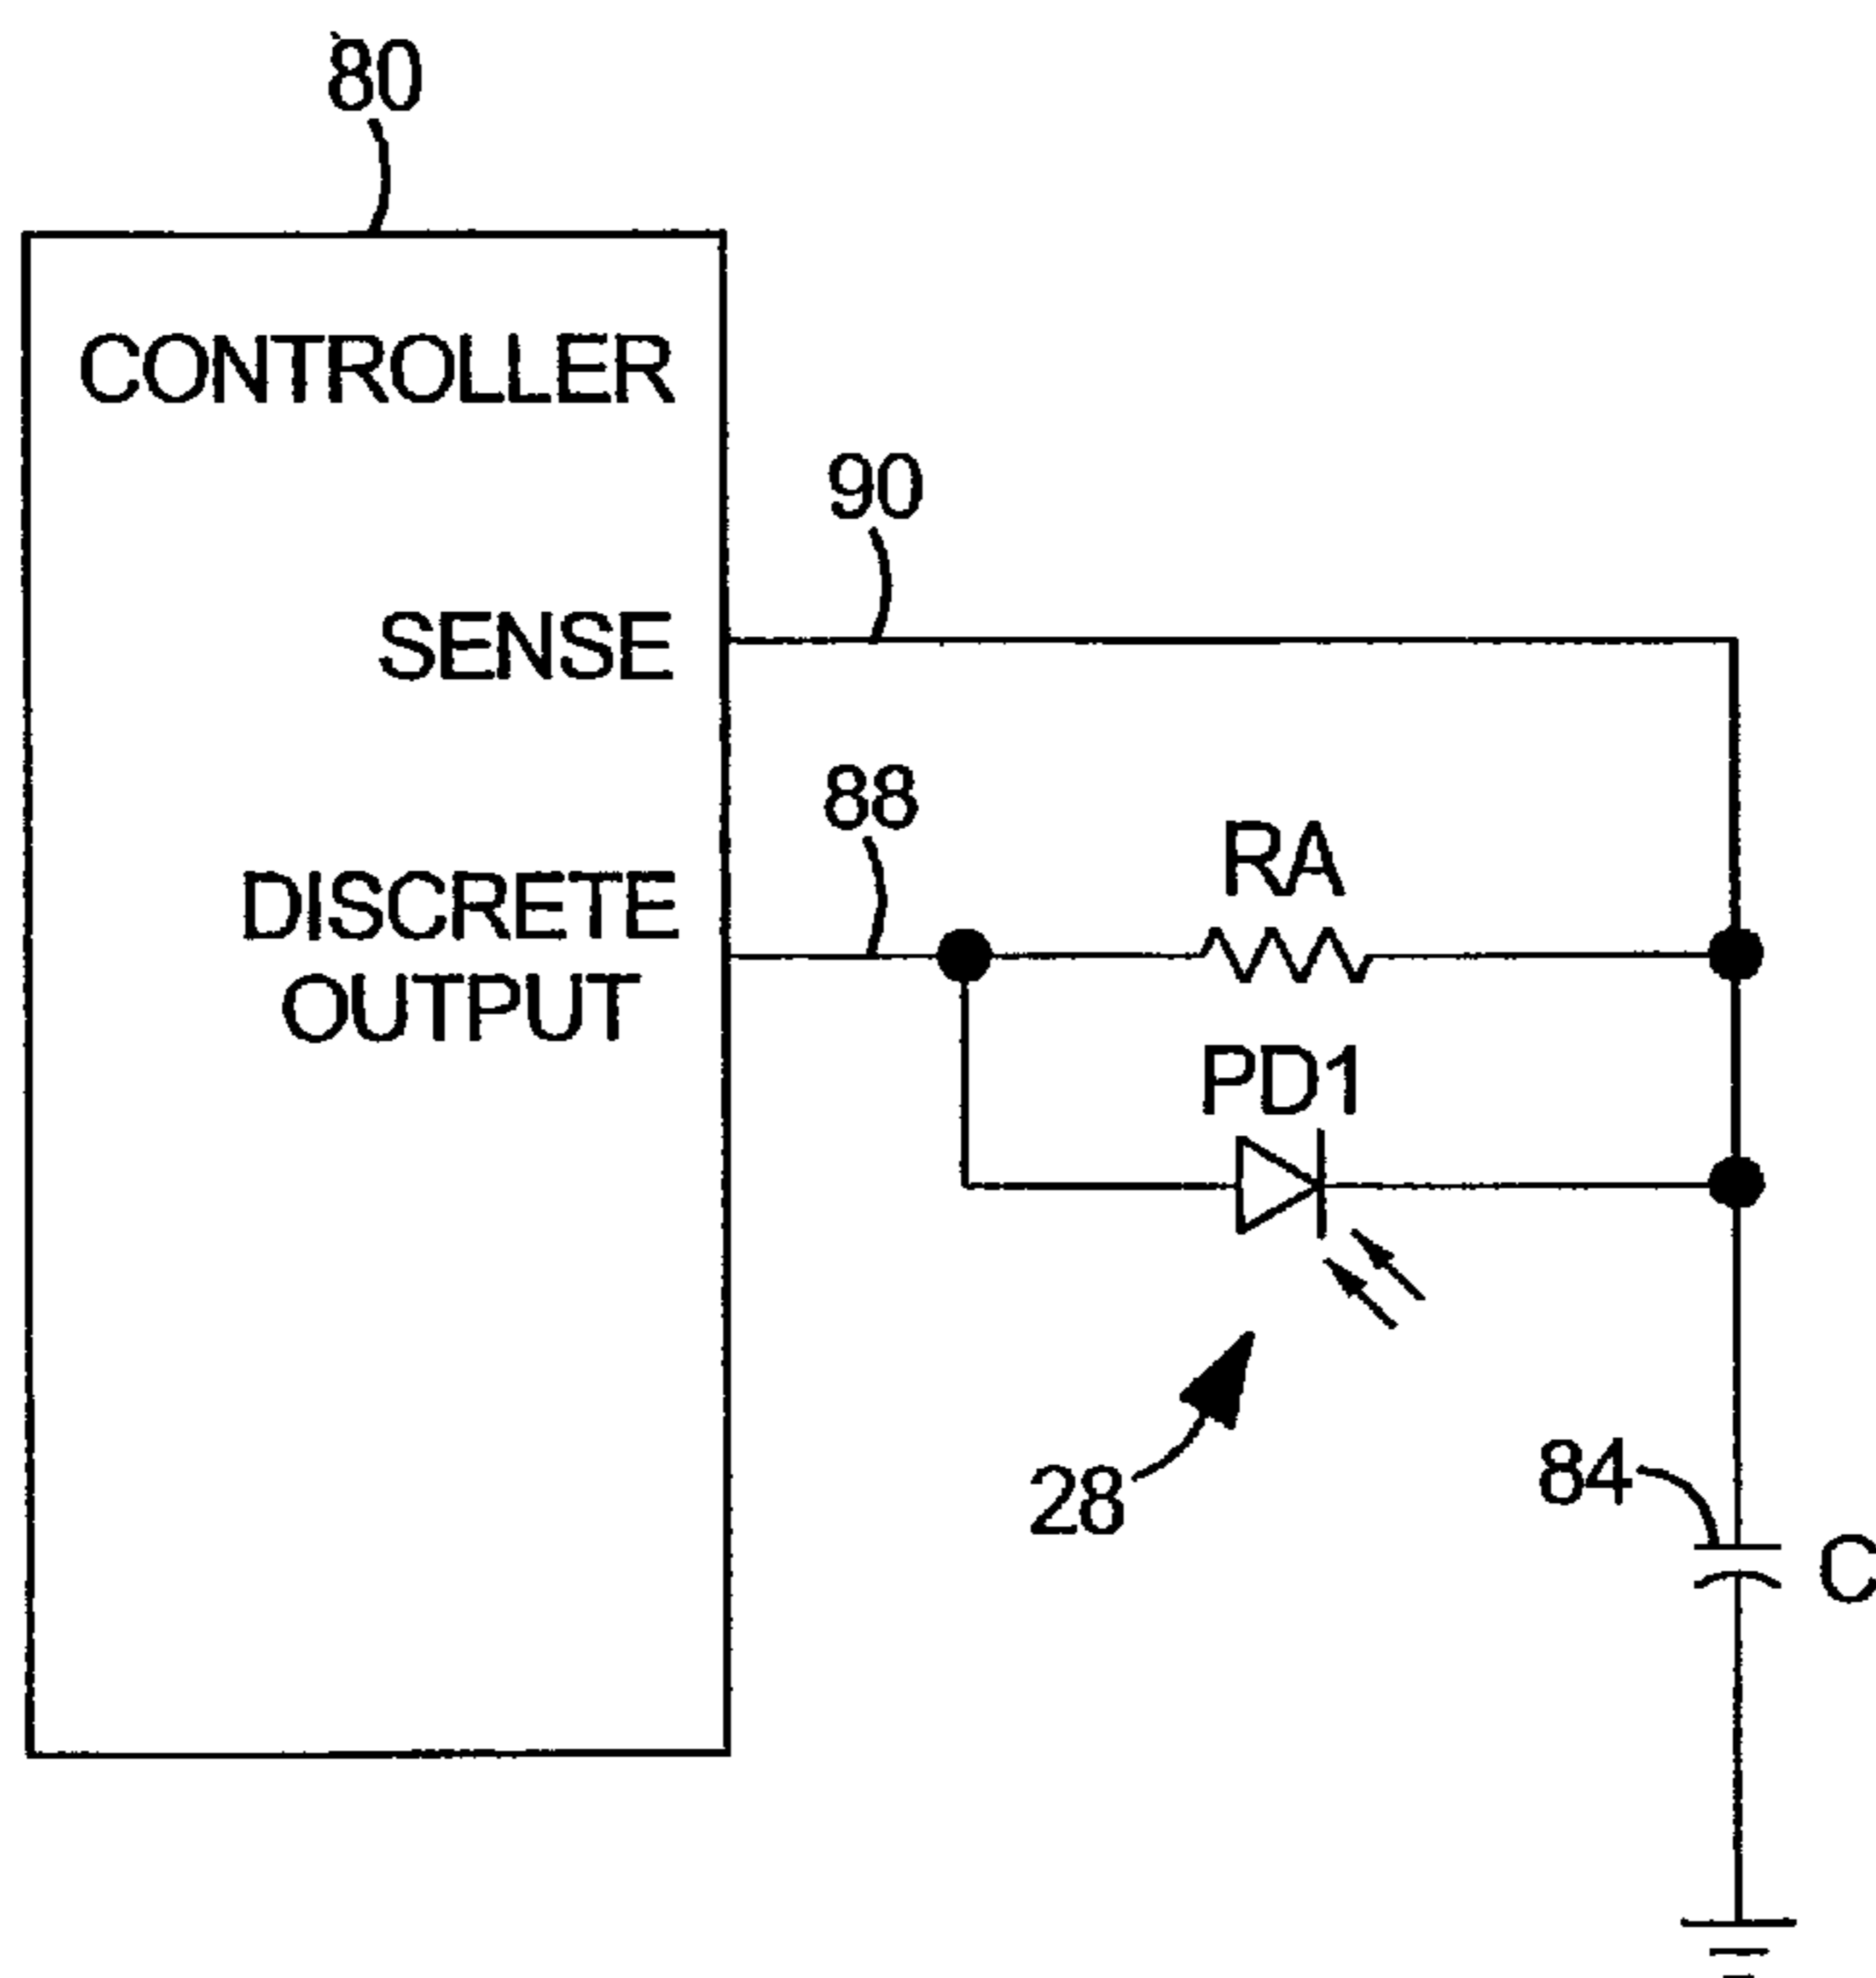 80
CONTROLLER
90
SENSE
88
RA
DISCRETE
OUTPUT
PD1
28
84
C